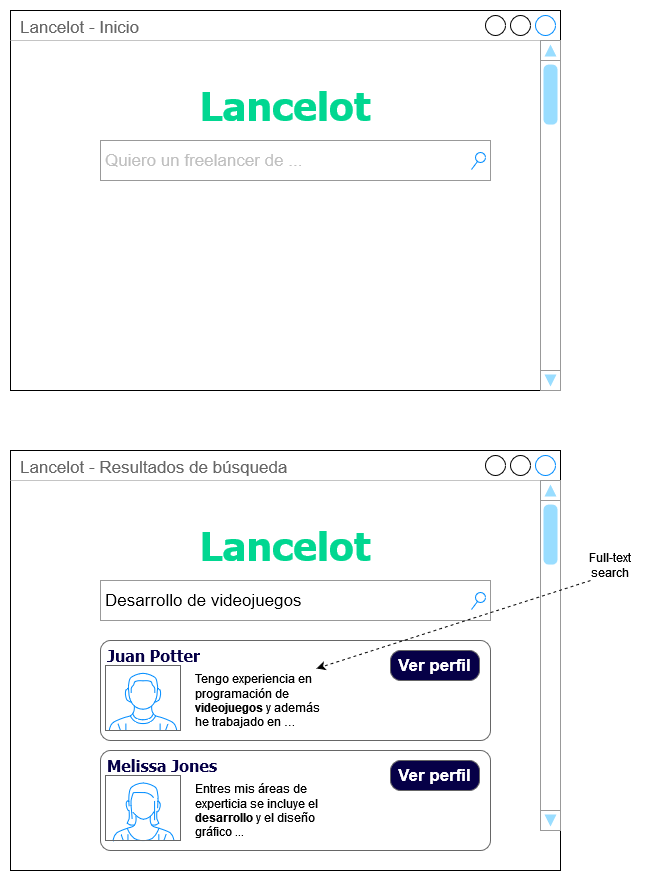 Lancelot - Inicio
Lancelot
Quiero un freelancer de ...
Lancelot - Resultados de búsqueda
Lancelot
Desarrollo de videojuegos
Full-text
search
Juan Potter
Ver perfil
Tengo experiencia en
programación de
videojuegos y además
he trabajado en ...
Melissa Jones
Ver perfil
Entres mis áreas de
experticia se incluye el
desarrollo y el diseño
gráfico ...